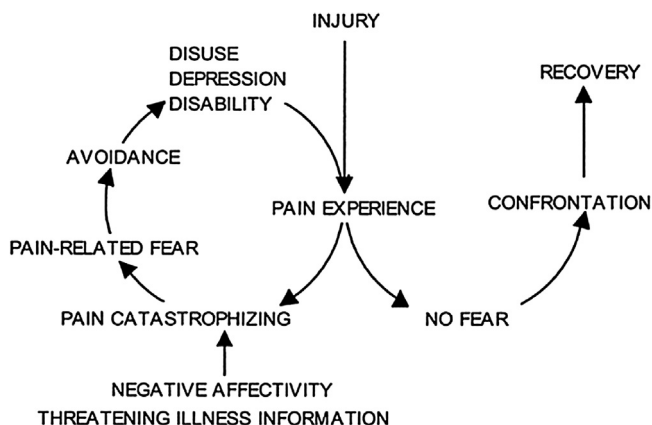 INJURY
DISUSE
DEPRESSION
DISABILITY
RECOVERY
AVOIDANCE
PAIN EXPERIENCE
CONFRONTATION
PAIN-RELATED FEAR
PAIN CATASTROPHIZING
NO FEAR
NEGATIVE AFFECTIVITY
THREATENING ILLNESS INFORMATION